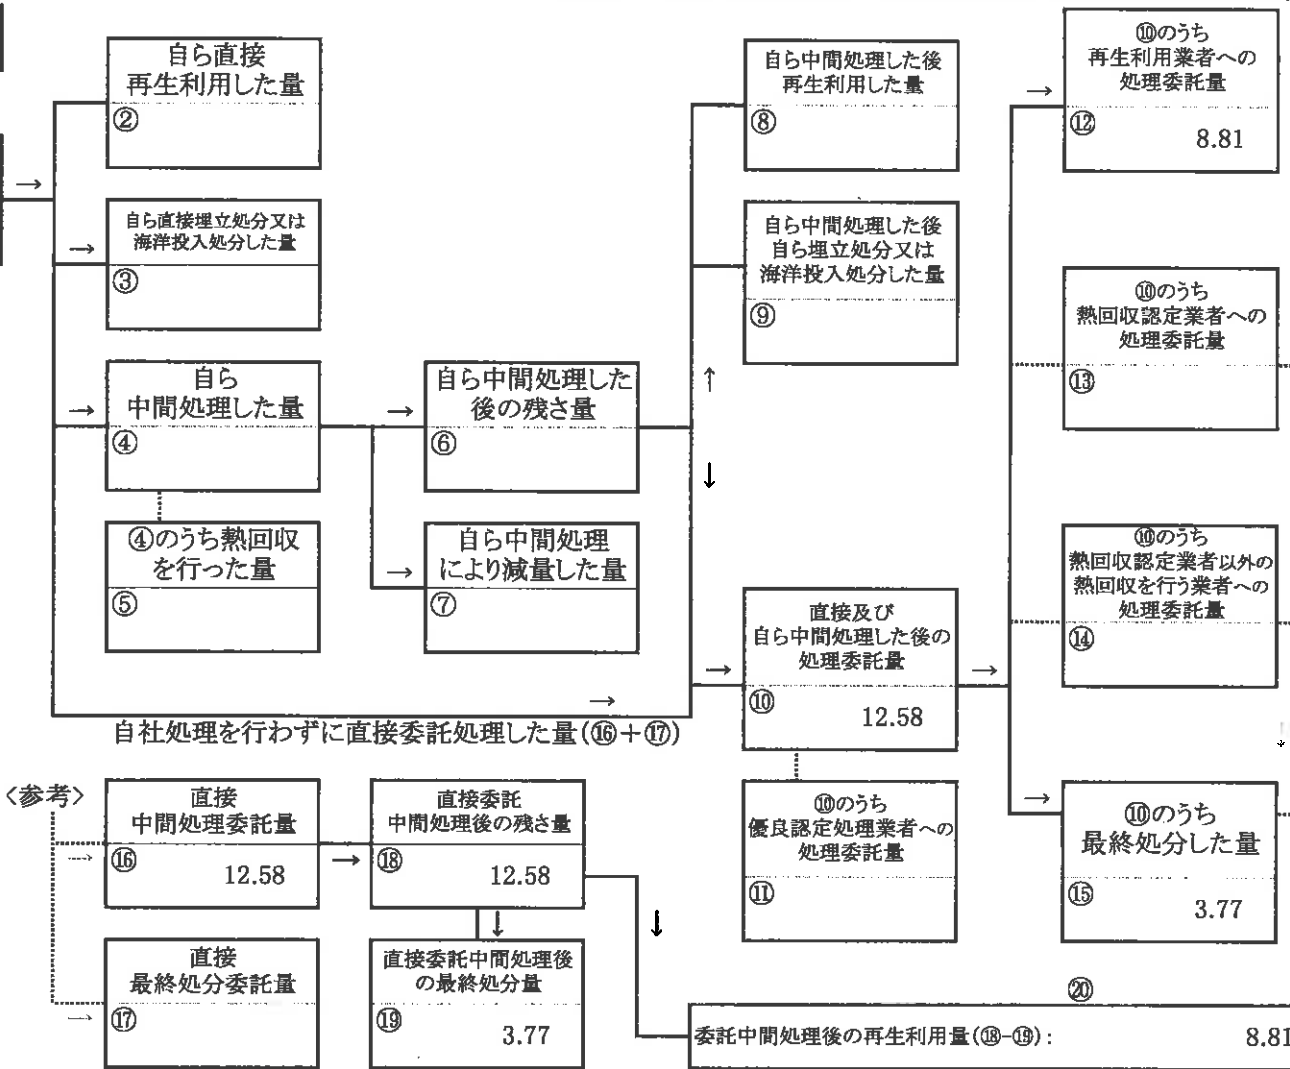 自ら直接
再生利用した量
②
自ら直接埋立処分又は
海洋投入処分した量
③
自ら
中間処理した量
④
④のうち熱回収
を行った量
⑤
自ら中間処理した
後の残さ量
⑥
自ら中間処理
により減量した量
⑦
自ら中間処理した後
再生利用した量
⑧
自ら中間処理した後
自ら埋立処分又は
海洋投入処分した量
⑨
直接及び
自ら中間処理した後の
処理委託量
⑩
12.58
⑩のうち
優良認定処理業者への
処理委託量
⑪
⑩のうち
再生利用業者への
処理委託量
⑫
8.81
⑩のうち
熱回収認定業者への
処理委託量
⑬
⑩のうち
熱回収認定業者以外の
熱回収を行う業者への
処理委託量
⑭
⑩のうち
最終処分した量
⑮
3.77
自社処理を行わずに直接委託処理した量(⑯+⑰)
〈参考〉
直接
中間処理委託量
⑯
12.58
直接
最終処分委託量
⑰
直接委託
中間処理後の残さ量
⑱
12.58
直接委託中間処理後
の最終処分量
⑲
3.77
⑳
委託中間処理後の再生利用量(⑱-⑲): 8.81